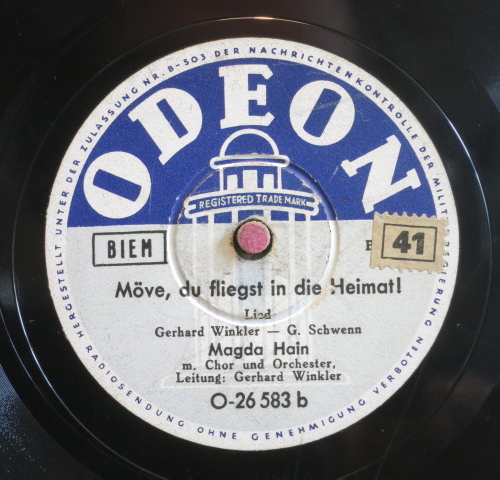 HERGESTELLT UNTER DER ZULASSUNG NR. B-503 DER NACHRICHTENKONTROLLE DER MILITÄRREGIERUNG
ODEON
REGISTERED TRADE MARK
BIEM
41
Möve, du fliegst in die Heimat!
Lied
Gerhard Winkler — G. Schwenn
Magda Hain
m. Chor und Orchester,
Leitung: Gerhard Winkler
O-26 583 b
RADIOSENDUNG OHNE GENEHMIGUNG VERBOTEN